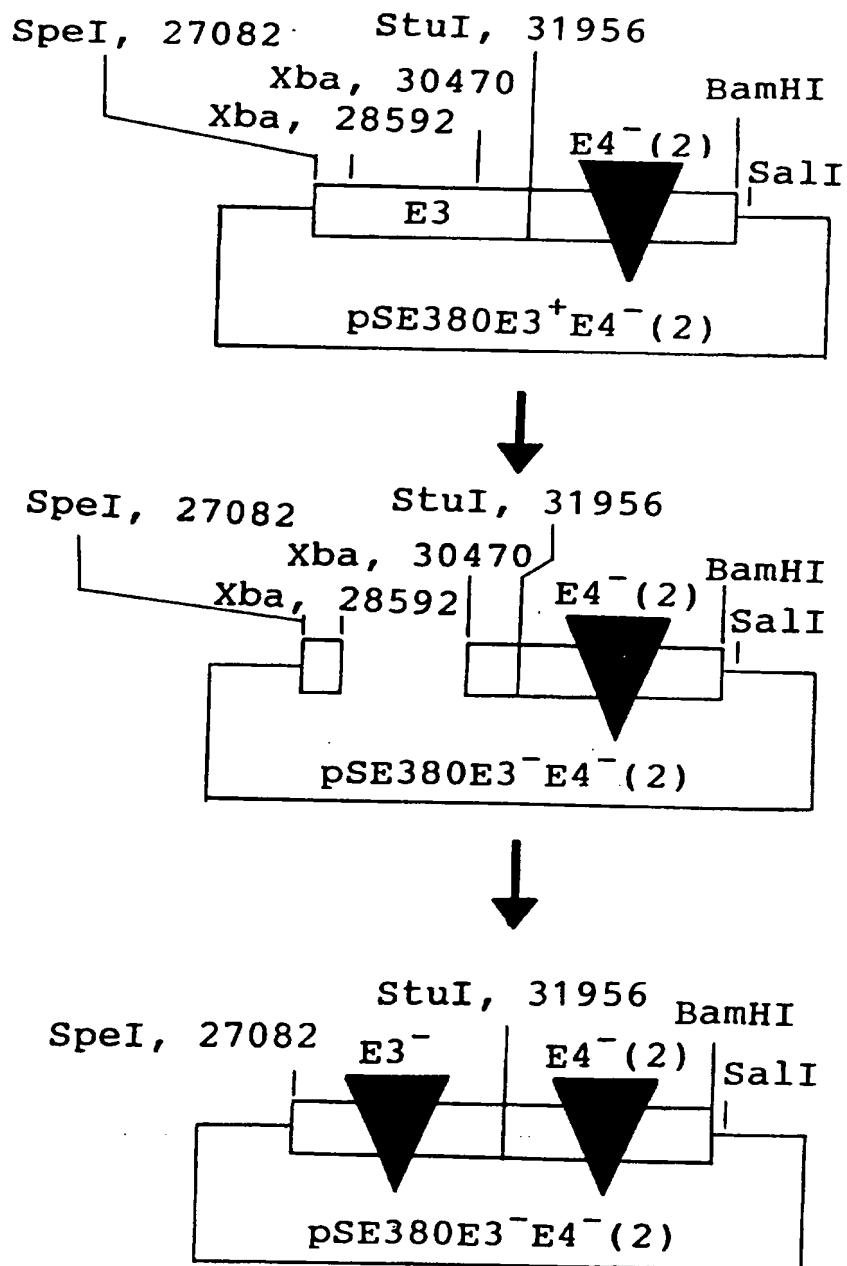 SpeI, 27082
StuI, 31956
Xba, 30470
Xba, 28592
BamHI
E4⁻(2)
SalI
E3
pSE380E3⁺E4⁻(2)
SpeI, 27082
StuI, 31956
Xba, 30470
Xba, 28592
E4⁻(2)
BamHI
SalI
pSE380E3⁻E4⁻(2)
StuI, 31956
SpeI, 27082
E3⁻
E4⁻(2)
BamHI
SalI
pSE380E3⁻E4⁻(2)